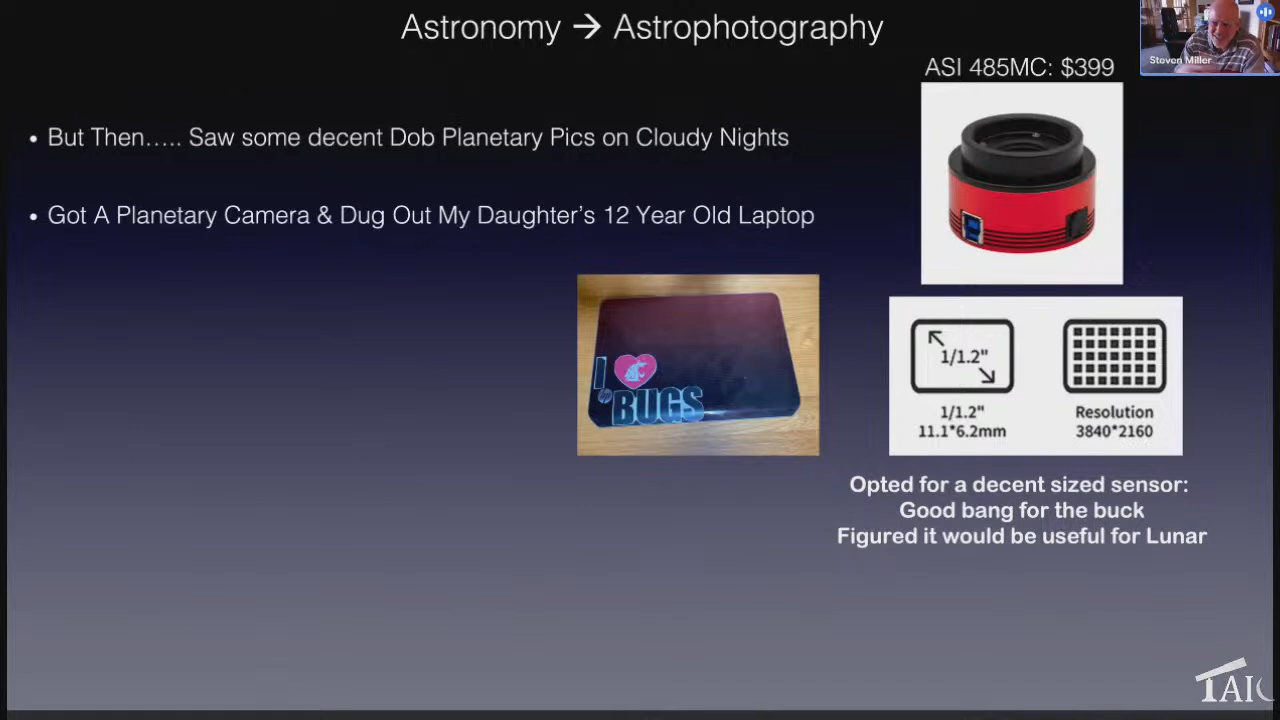 Astronomy → Astrophotography
Steven Miller
ASI 485MC: $399
• But Then….. Saw some decent Dob Planetary Pics on Cloudy Nights
• Got A Planetary Camera & Dug Out My Daughter's 12 Year Old Laptop
I
hp
BUGS
1/1.2"
1/1.2"
11.1*6.2mm
Resolution
3840*2160
Opted for a decent sized sensor:
Good bang for the buck
Figured it would be useful for Lunar
TAIC